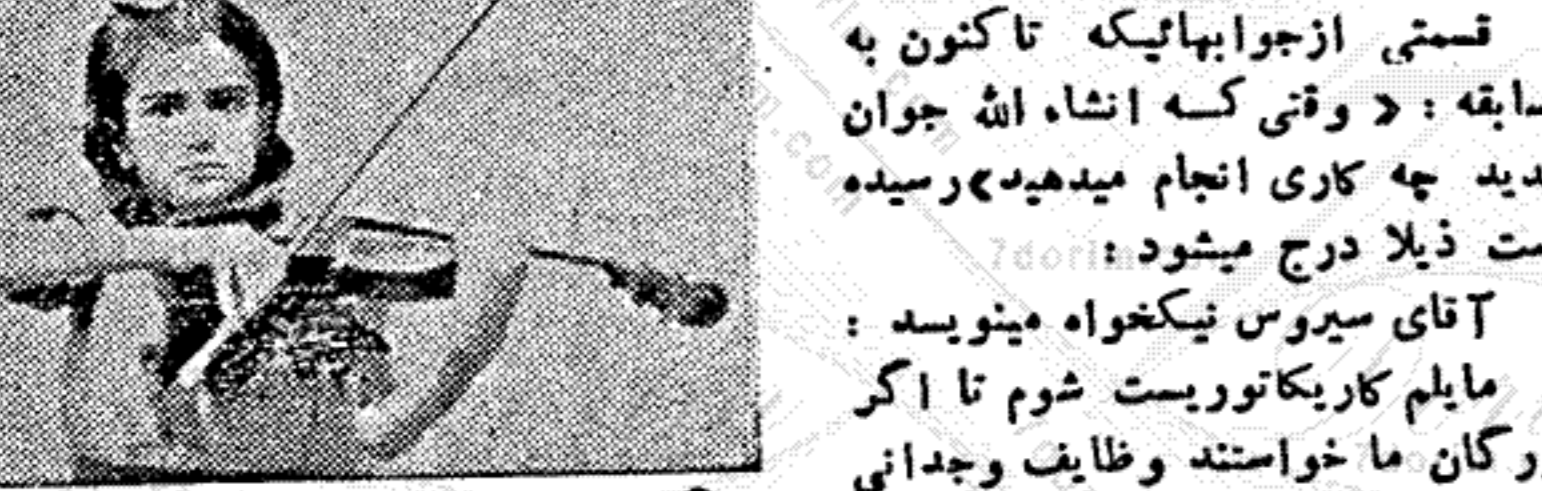 قسمتی ازجوابهائیکه تاکنون به
سابقه : « وقتی کـه انشاء الله جوان
دید چه کاری انجام میدهید»رسیده
ست ذیلا درج میشود :
آقای سیروس نیکخواه مینویسد :
مایلم کاریکاتوریست شوم تا اگر
رگان ما خواستند وظایف وجدانی